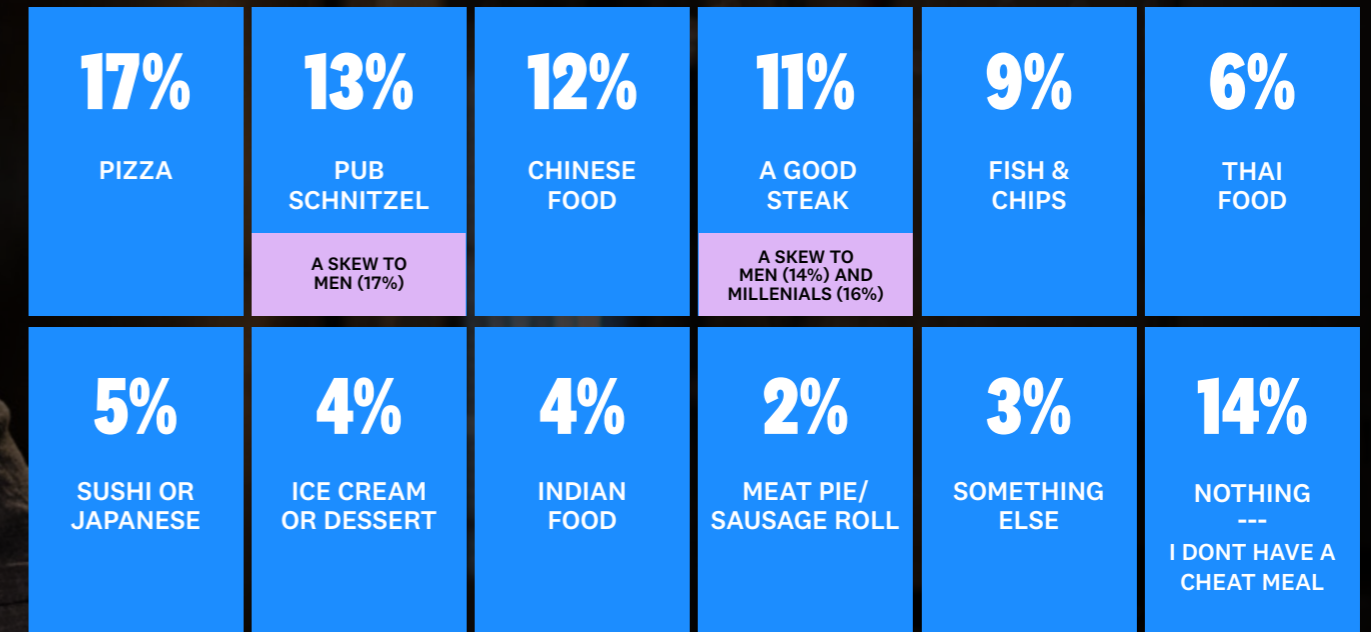 17%
PIZZA
13%
PUB
SCHNITZEL
A SKEW TO
MEN (17%)
12%
CHINESE
FOOD
11%
A GOOD
STEAK
A SKEW TO
MEN (14%) AND
MILLENIALS (16%)
9%
FISH &
CHIPS
6%
THAI
FOOD
5%
SUSHI OR
JAPANESE
4%
ICE CREAM
OR DESSERT
4%
INDIAN
FOOD
2%
MEAT PIE/
SAUSAGE ROLL
3%
SOMETHING
ELSE
14%
NOTHING
---
I DONT HAVE A
CHEAT MEAL